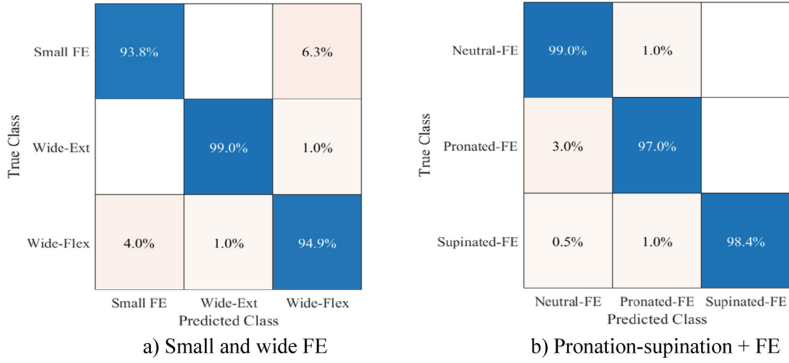 True Class
Small FE 93.8% 6.3%
Wide-Ext 99.0% 1.0%
Wide-Flex 4.0% 1.0% 94.9%
Small FE Wide-Ext Wide-Flex
Predicted Class
a) Small and wide FE
True Class
Neutral-FE 99.0% 1.0%
Pronated-FE 3.0% 97.0%
Supinated-FE 0.5% 1.0% 98.4%
Neutral-FE Pronated-FE Supinated-FE
Predicted Class
b) Pronation-supination + FE